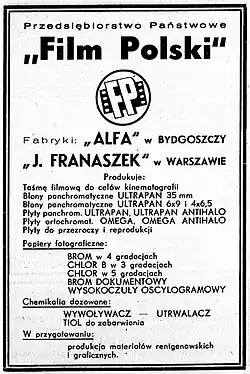 Przedsiębiorstwo Państwowe
„Film Polski“
FP
Fabryki: „ALFA“ w BYDGOSZCZY
„J. FRANASZEK“ w WARSZAWIE
Produkuje:
Taśmę filmową do celów kinematografii
Błony panchromatyczne ULTRAPAN 35 mm
Błony panchromatyczne ULTRAPAN 6x9 i 4x6,5
Płyty panchrom. ULTRAPAN, ULTRAPAN ANTIHALO
Płyty ortochromat. OMEGA, OMEGA ANTIHALO
Płyty do przezroczy i reprodukcji
Papiery fotograficzne:
BROM w 4 gradacjach
CHLOR B w 3 gradacjach
CHLOR w 5 gradacjach
BROM DOKUMENTOWY
WYSOKOCZUŁY OSCYLOGRAMOWY
Chemikalia dozowane:
WYWOŁYWACZ — UTRWALACZ
TIOL do zabarwienia
W przygotowaniu:
produkcja materiałów rentgenowskich
i graficznych.